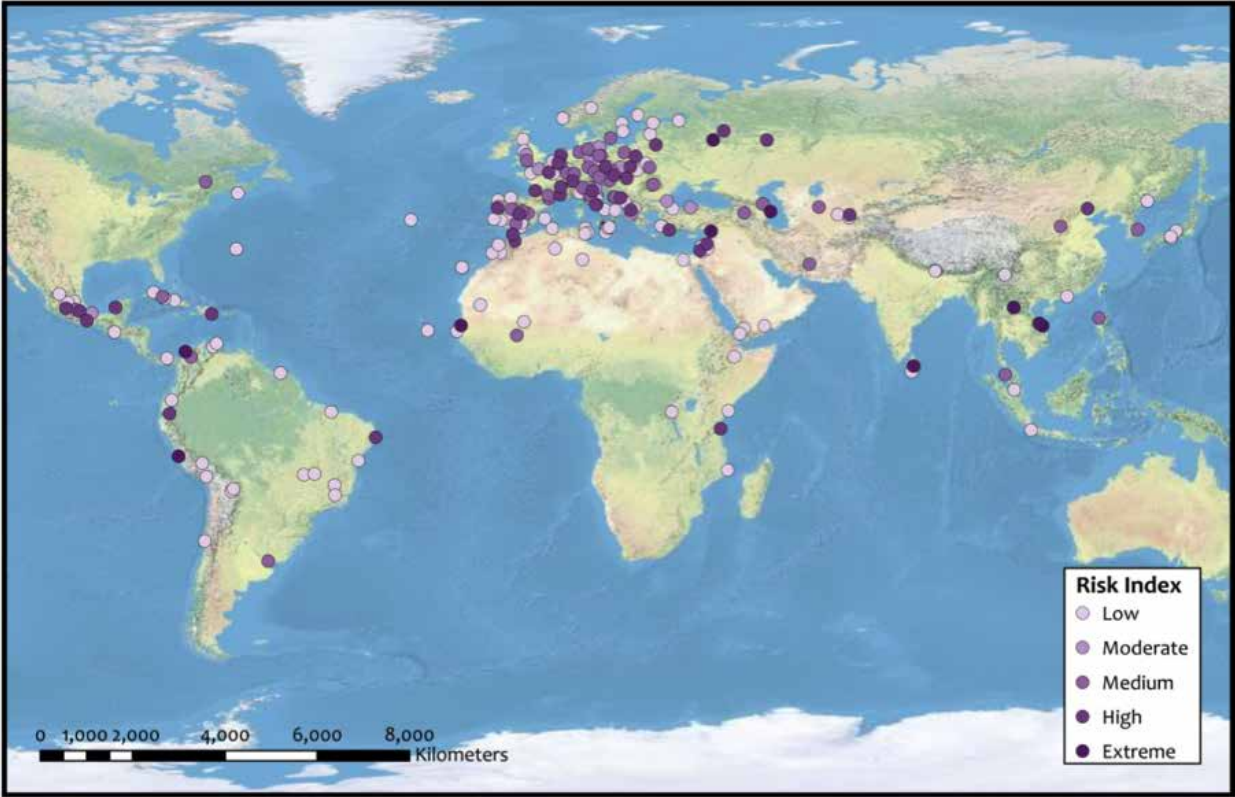 Risk Index
Low
Moderate
Medium
High
Extreme
0 1,000 2,000 4,000 6,000 8,000
Kilometers